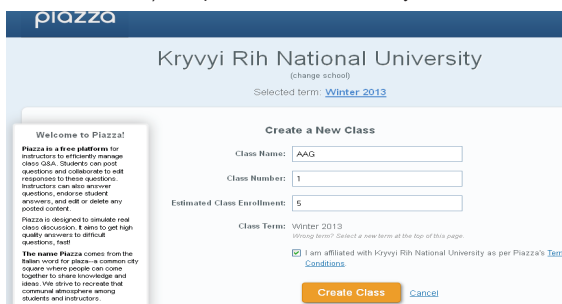 piazza
Kryvyi Rih National University
(change school)
Selected term: Winter 2013
Welcome to Piazza!
Piazza is a free platform for
instructors to efficiently manage
class Q&A. Students can post
questions and collaborate to edit
responses to these questions.
Instructors can also answer
questions, endorse student
answers, and edit or delete any
posted content.
Piazza is designed to simulate real
class discussion. It aims to get high
quality answers to difficult
questions, fast!
The name Piazza comes from the
Italian word for plaza--a common city
square where people can come
together to share knowledge and
ideas. We strive to recreate that
communal atmosphere among
students and instructors.
Create a New Class
Class Name: AAG
Class Number: 1
Estimated Class Enrollment: 5
Class Term: Winter 2013
Wrong term? Select a new term at the top of this page.
I am affiliated with Kryvyi Rih National University as per Piazza's Term
Conditions.
Create Class Cancel